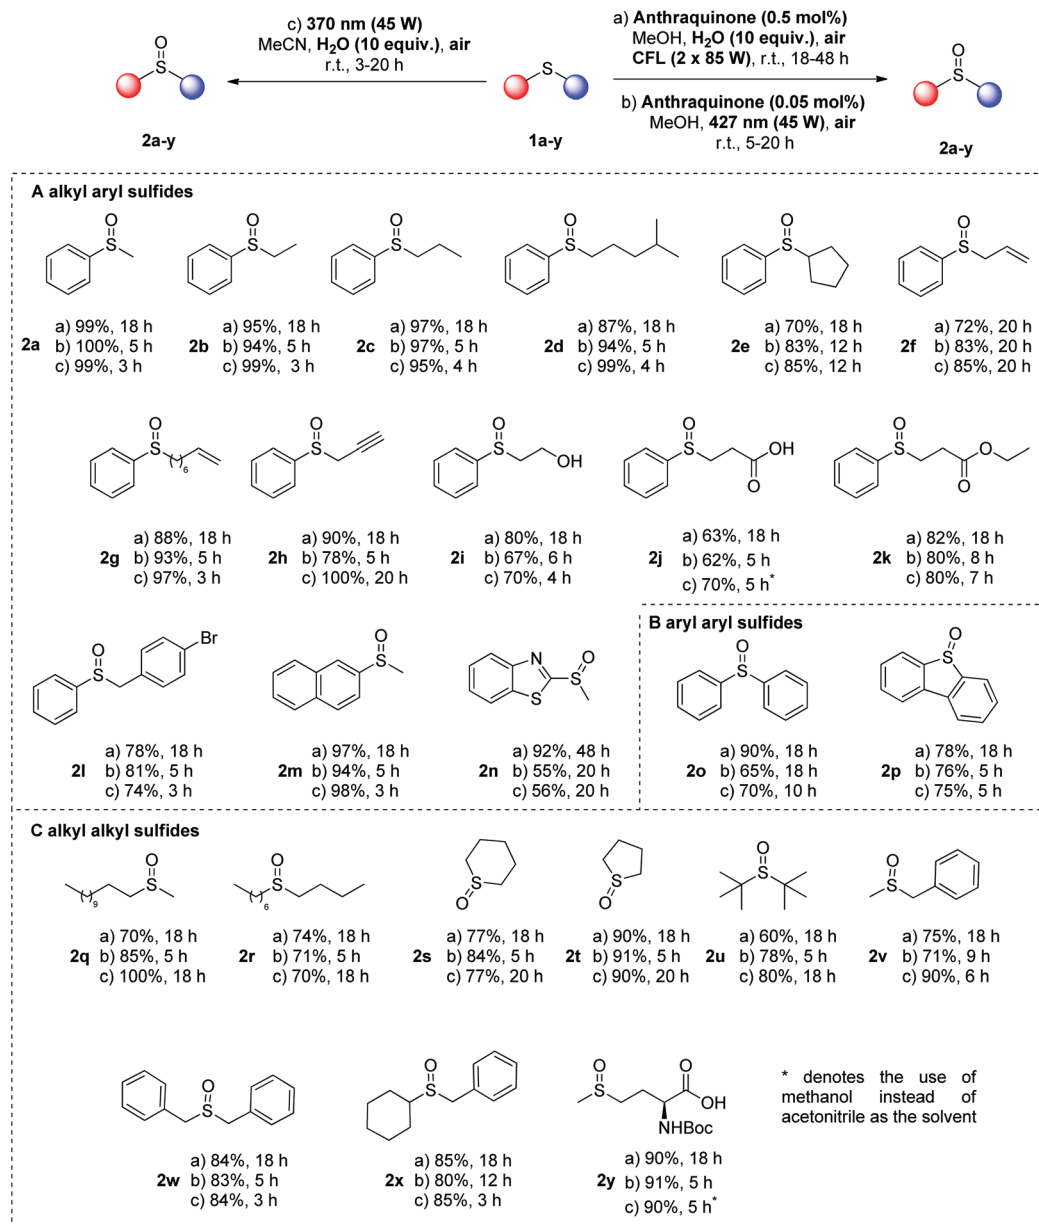 c) 370 nm (45 W)
MeCN, H₂O (10 equiv.), air
r.t., 3-20 h
a) Anthraquinone (0.5 mol%)
MeOH, H₂O (10 equiv.), air
CFL (2 x 85 W), r.t., 18-48 h
b) Anthraquinone (0.05 mol%)
MeOH, 427 nm (45 W), air
r.t., 5-20 h
O
S
S
O
S
2a-y
1a-y
2a-y
A alkyl aryl sulfides
O
S
O
S
O
S
O
S
O
S
O
S
2a
a) 99%, 18 h
b) 100%, 5 h
c) 99%, 3 h
2b
a) 95%, 18 h
b) 94%, 5 h
c) 99%, 3 h
2c
a) 97%, 18 h
b) 97%, 5 h
c) 95%, 4 h
2d
a) 87%, 18 h
b) 94%, 5 h
c) 99%, 4 h
2e
a) 70%, 18 h
b) 83%, 12 h
c) 85%, 12 h
2f
a) 72%, 20 h
b) 83%, 20 h
c) 85%, 20 h
O
S
6
O
S
O
S
OH
O
S
OH
O
O
S
O
O
2g
a) 88%, 18 h
b) 93%, 5 h
c) 97%, 3 h
2h
a) 90%, 18 h
b) 78%, 5 h
c) 100%, 20 h
2i
a) 80%, 18 h
b) 67%, 6 h
c) 70%, 4 h
2j
a) 63%, 18 h
b) 62%, 5 h
c) 70%, 5 h*
2k
a) 82%, 18 h
b) 80%, 8 h
c) 80%, 7 h
B aryl aryl sulfides
O
S
Br
O
S
N
S
O
S
O
S
O
S
2l
a) 78%, 18 h
b) 81%, 5 h
c) 74%, 3 h
2m
a) 97%, 18 h
b) 94%, 5 h
c) 98%, 3 h
2n
a) 92%, 48 h
b) 55%, 20 h
c) 56%, 20 h
2o
a) 90%, 18 h
b) 65%, 18 h
c) 70%, 10 h
2p
a) 78%, 18 h
b) 76%, 5 h
c) 75%, 5 h
C alkyl alkyl sulfides
9
O
S
6
O
S
S
O
S
O
O
S
O
S
2q
a) 70%, 18 h
b) 85%, 5 h
c) 100%, 18 h
2r
a) 74%, 18 h
b) 71%, 5 h
c) 70%, 18 h
2s
a) 77%, 18 h
b) 84%, 5 h
c) 77%, 20 h
2t
a) 90%, 18 h
b) 91%, 5 h
c) 90%, 20 h
2u
a) 60%, 18 h
b) 78%, 5 h
c) 80%, 18 h
2v
a) 75%, 18 h
b) 71%, 9 h
c) 90%, 6 h
O
S
O
S
O
S
O
OH
NHBoc
* denotes the use of
methanol instead of
acetonitrile as the solvent
2w
a) 84%, 18 h
b) 83%, 5 h
c) 84%, 3 h
2x
a) 85%, 18 h
b) 80%, 12 h
c) 85%, 3 h
2y
a) 90%, 18 h
b) 91%, 5 h
c) 90%, 5 h*